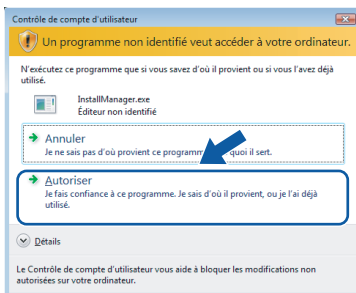 Contrôle de compte d'utilisateur
Un programme non identifié veut accéder à votre ordinateur.
N'exécutez ce programme que si vous savez d'où il provient ou si vous l'avez déjà
utilisé.
InstallManager.exe
Éditeur non identifié
Annuler
Je ne sais pas d'où provient ce programme quoi il sert.
Autoriser
Je fais confiance à ce programme. Je sais d'où il provient, ou je l'ai déjà
utilisé.
Détails
Le Contrôle de compte d'utilisateur vous aide à bloquer les modifications non
autorisées sur votre ordinateur.